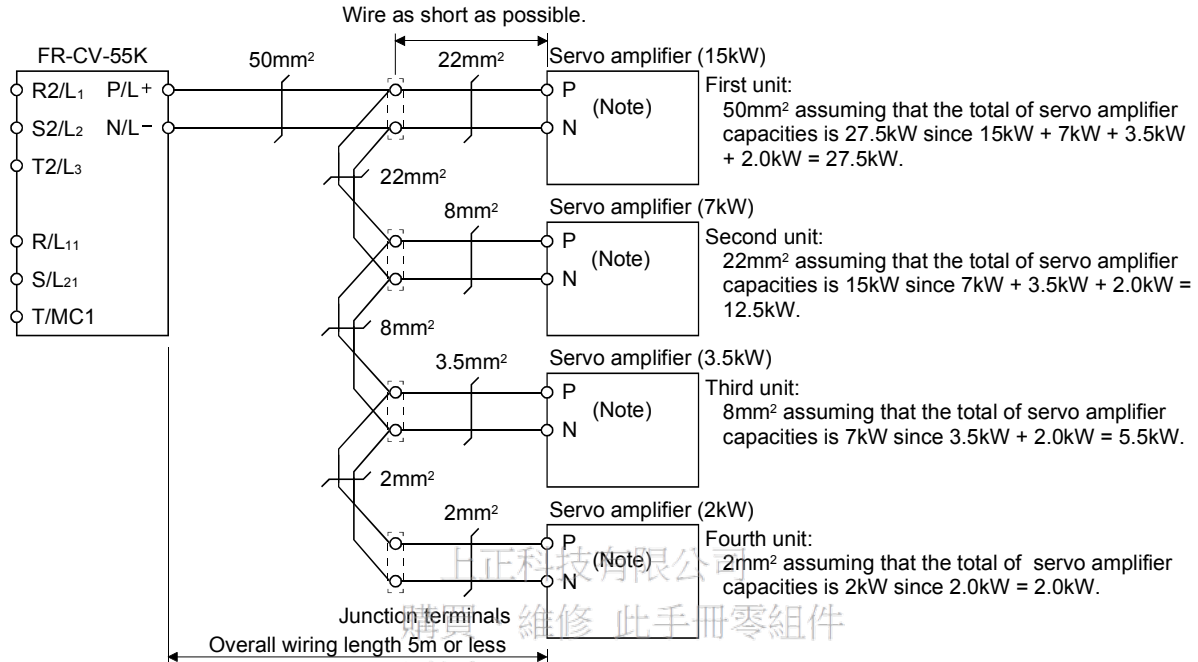 Wire as short as possible.
FR-CV-55K
50mm²
22mm²
Servo amplifier (15kW)
R2/L₁ P/L+
S2/L₂ N/L−
T2/L₃
R/L₁₁
S/L₂₁
T/MC1
P
(Note)
N
First unit:
50mm² assuming that the total of servo amplifier
capacities is 27.5kW since 15kW + 7kW + 3.5kW
+ 2.0kW = 27.5kW.
22mm²
8mm²
Servo amplifier (7kW)
P
(Note)
N
Second unit:
22mm² assuming that the total of servo amplifier
capacities is 15kW since 7kW + 3.5kW + 2.0kW =
12.5kW.
8mm²
3.5mm²
Servo amplifier (3.5kW)
P
(Note)
N
Third unit:
8mm² assuming that the total of servo amplifier
capacities is 7kW since 3.5kW + 2.0kW = 5.5kW.
2mm²
2mm²
Servo amplifier (2kW)
P
(Note)
N
Fourth unit:
2mm² assuming that the total of servo amplifier
capacities is 2kW since 2.0kW = 2.0kW.
上正科技有限公司
Junction terminals
購買、維修 此手冊零組件
Overall wiring length 5m or less